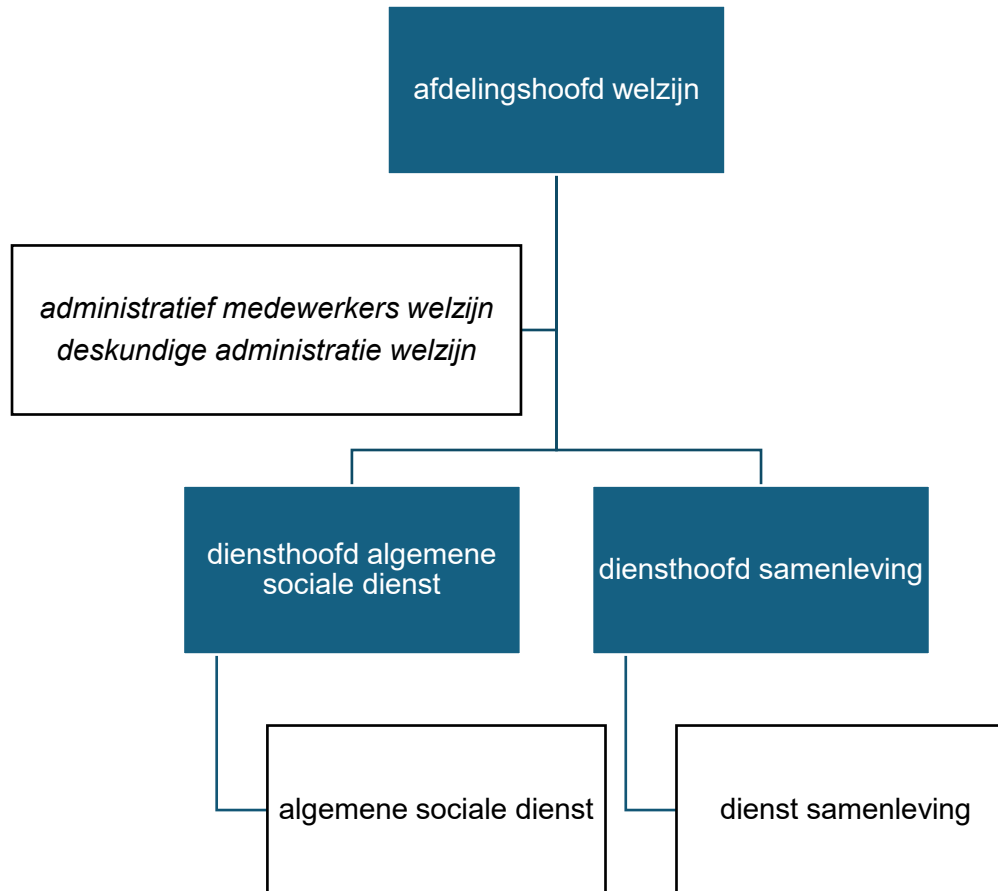 afdelingshoofd welzijn
administratief medewerkers welzijn
deskundige administratie welzijn
diensthoofd algemene
sociale dienst
diensthoofd samenleving
algemene sociale dienst
dienst samenleving